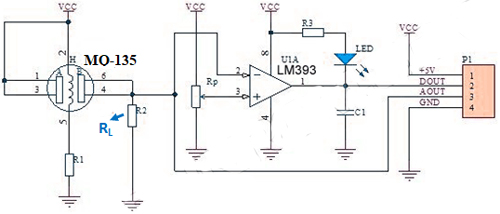 VCC
VCC
VCC
VCC
MQ-135
2
H
A
B
1
3
6
4
5
R1
R2
RL
Rp
2
3
8
4
1
U1A
LM393
R3
LED
C1
P1
+5V
DOUT
AOUT
GND
1
2
3
4